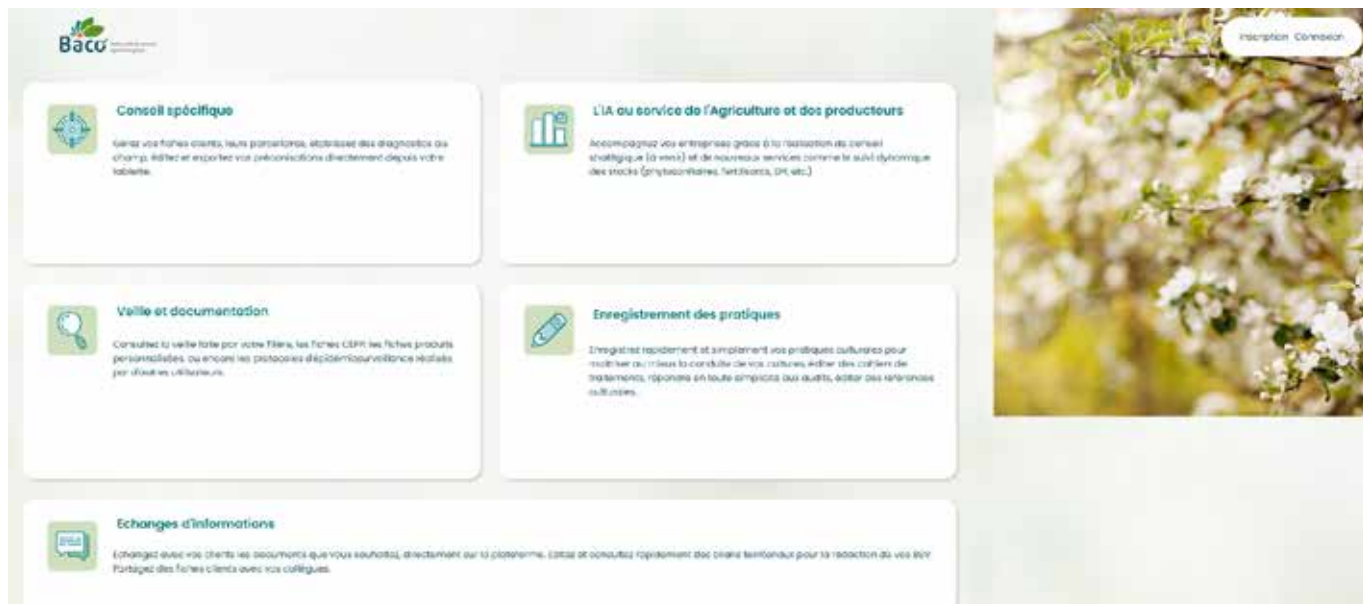 Baco
Inscription Connexion
Conseil spécifique
Gérez vos fiches clients, leurs parcellaires, établissez des diagnostics au
champ, éditez et exportez vos préconisations directement depuis votre
tablette.
L'IA au service de l'Agriculture et des producteurs
Accompagnez vos entreprises grâce à la réalisation du conseil
stratégique (à venir) et de nouveaux services comme le suivi dynamique
des stocks (phytosanitaires, fertilisants, etc.)
Veille et documentation
Consultez la veille faite par votre filière, les fiches CEPP, les fiches produits
personnalisées, ou encore les protocoles d'épidémiosurveillance réalisés
par d'autres utilisateurs.
Enregistrement des pratiques
Enregistrez rapidement et simplement vos pratiques culturales pour
maîtriser au mieux la conduite de vos cultures, éditer des cahiers de
traitements, répondre en toute simplicité aux audits, éditer des références
culturales.
Echanges d'informations
Echangez avec vos clients les documents que vous souhaitez, directement sur la plateforme. Editez et consultez rapidement des bilans territoriaux pour la rédaction de vos BSV
Partagez des fiches clients avec vos collègues.